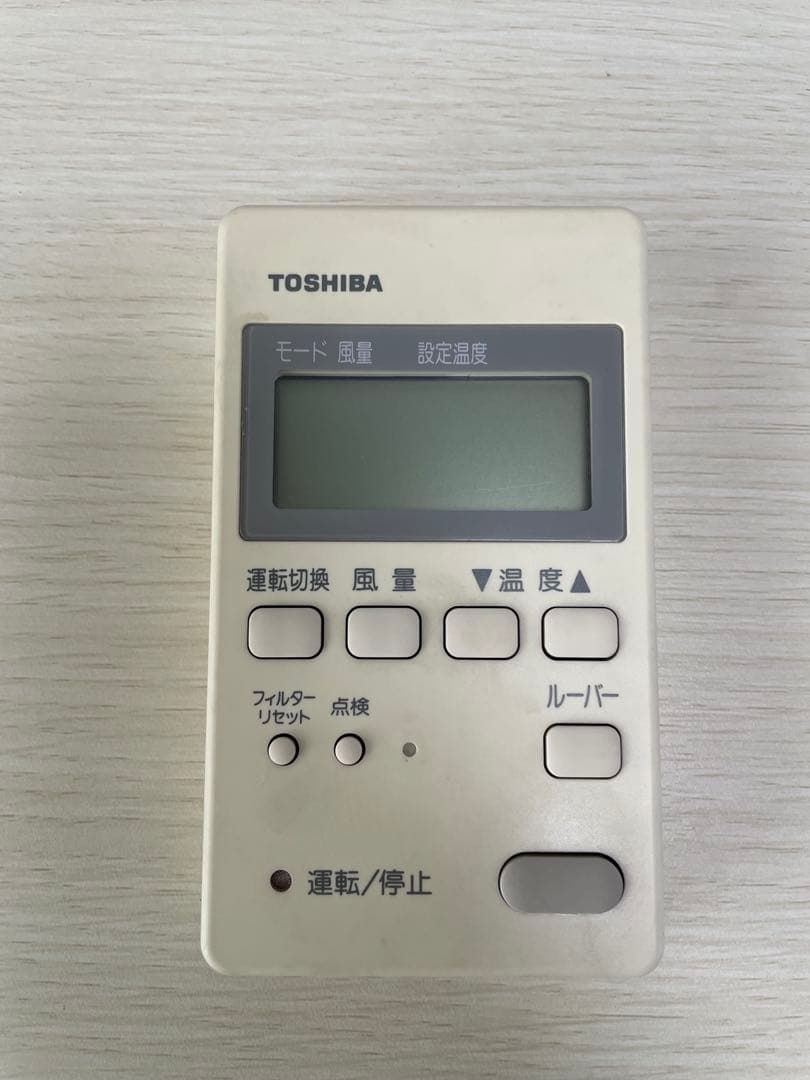 TOSHIBA
モード 風量 設定温度
運転切換 風量 ▼温度▲
フィルター
リセット
点検
ルーバー
運転/停止